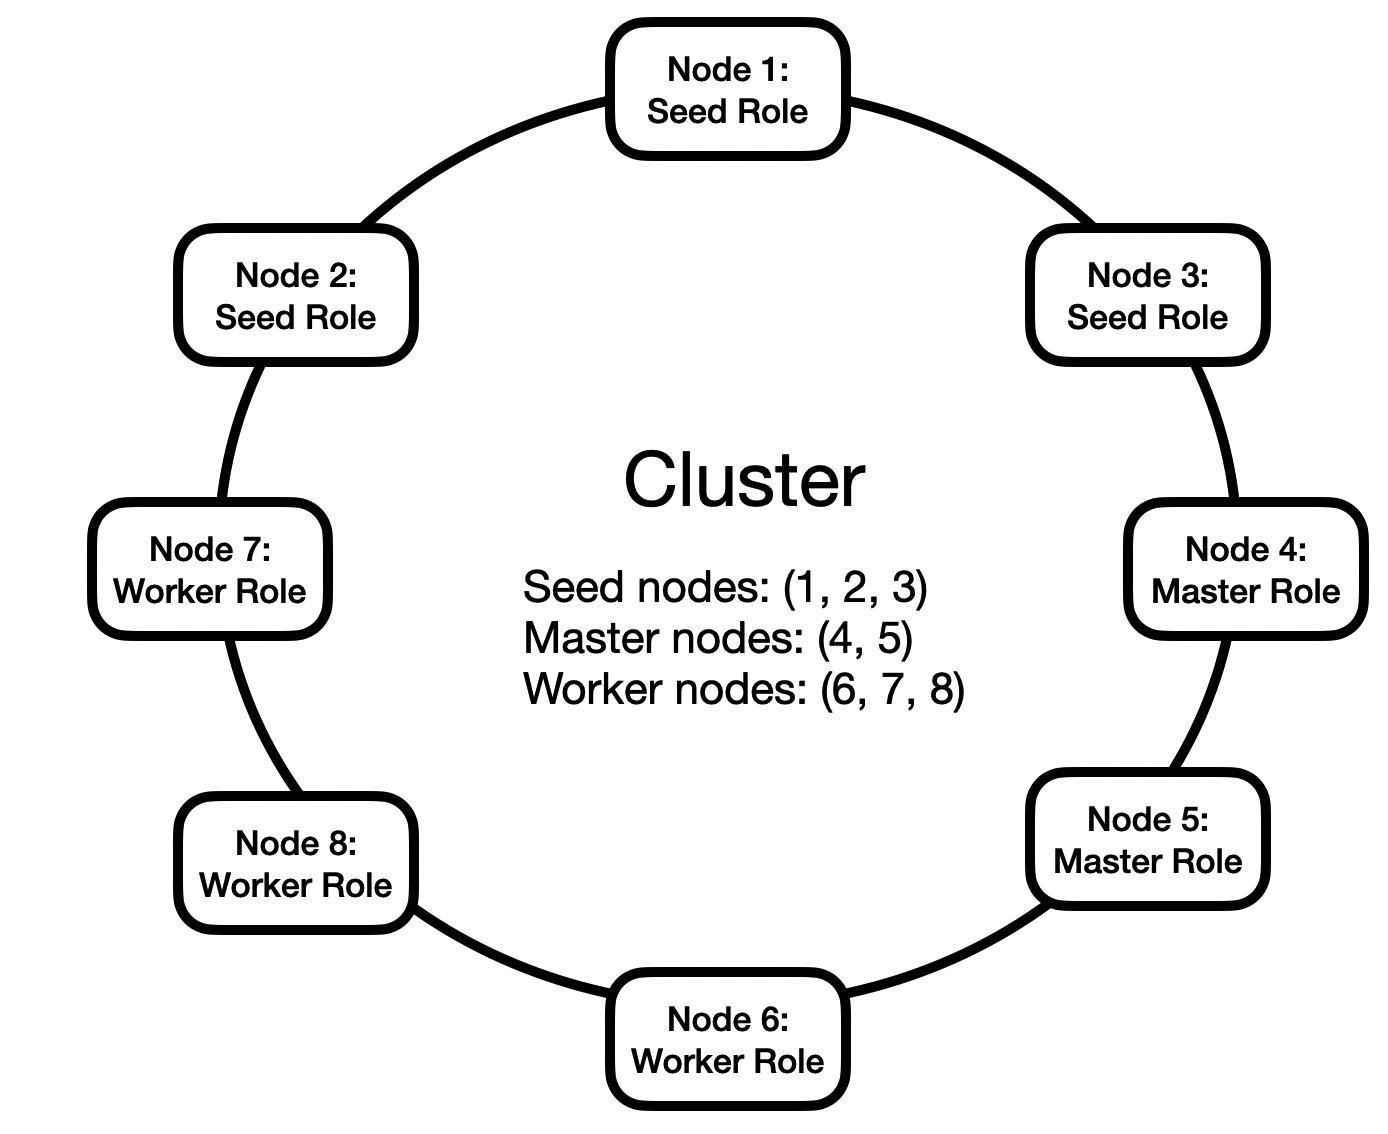 Node 1:
Seed Role
Node 2:
Seed Role
Node 3:
Seed Role
Cluster
Seed nodes: (1, 2, 3)
Master nodes: (4, 5)
Worker nodes: (6, 7, 8)
Node 7:
Worker Role
Node 4:
Master Role
Node 8:
Worker Role
Node 5:
Master Role
Node 6:
Worker Role